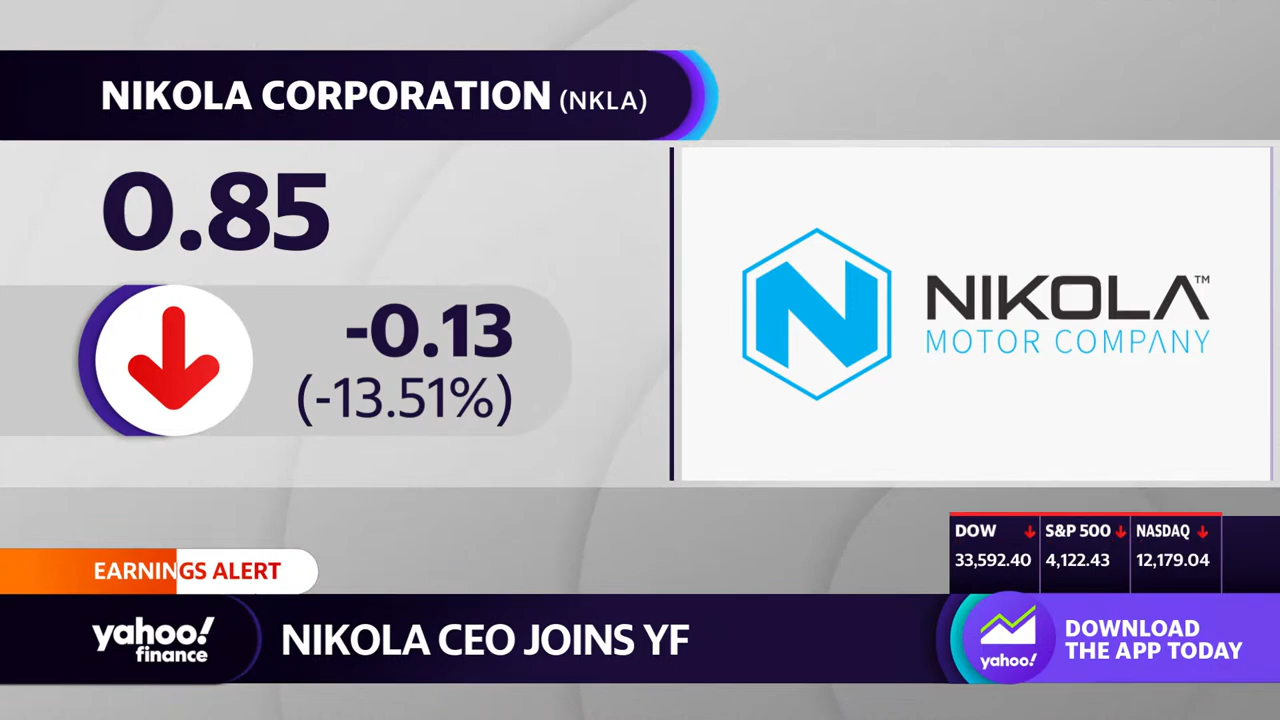 NIKOLA CORPORATION (NKLA)
0.85
-0.13
(-13.51%)
NIKOLA™
MOTOR COMPANY
DOW S&P 500 NASDAQ
33,592.40 4,122.43 12,179.04
EARNINGS ALERT
yahoo!
finance
NIKOLA CEO JOINS YF
yahoo!
DOWNLOAD
THE APP TODAY